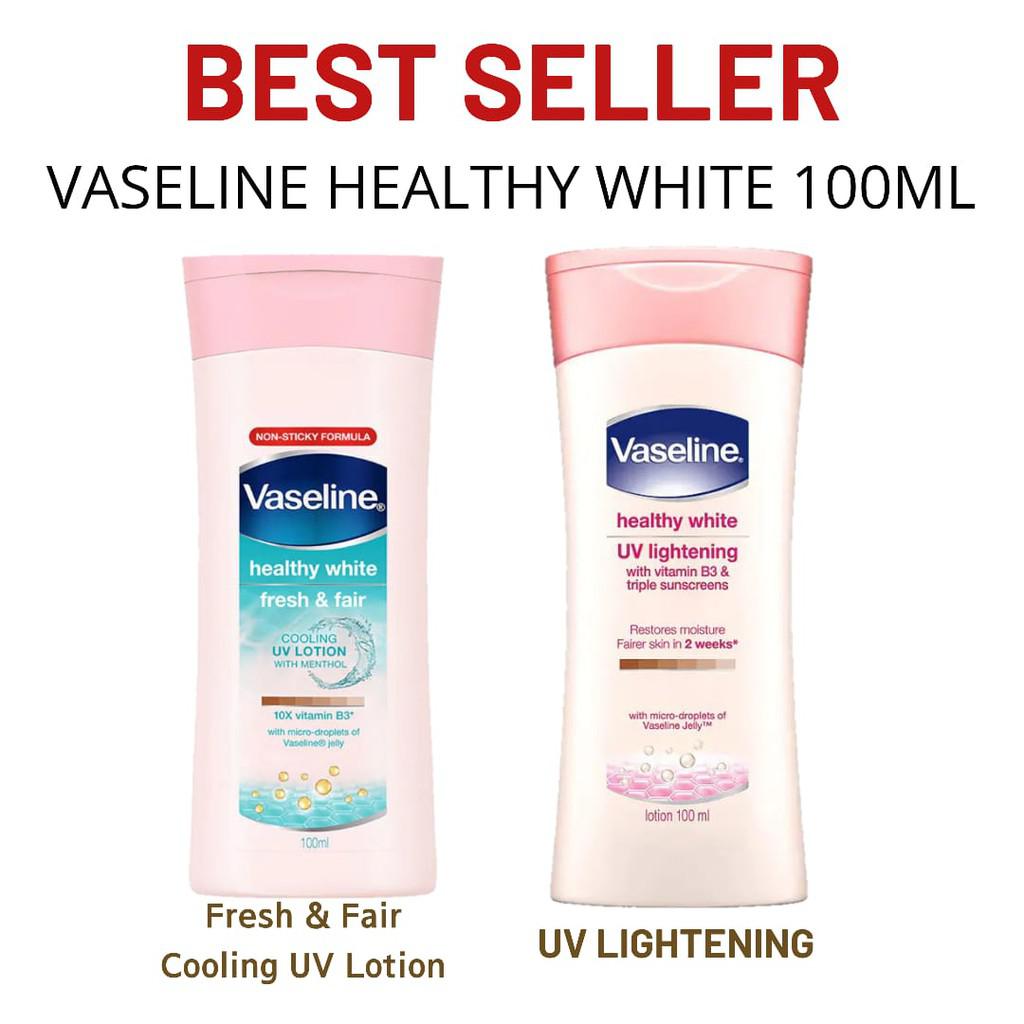 BEST SELLER
VASELINE HEALTHY WHITE 100ML
NON-STICKY FORMULA
Vaseline®
healthy white
fresh & fair
COOLING
UV LOTION
WITH MENTHOL
10X vitamin B3*
with micro-droplets of
Vaseline® jelly
100ml
Fresh & Fair
Cooling UV Lotion
Vaseline®
healthy white
UV lightening
with vitamin B3 &
triple sunscreens
Restores moisture
Fairer skin in 2 weeks*
with micro-droplets of
Vaseline Jelly™
lotion 100 ml
UV LIGHTENING